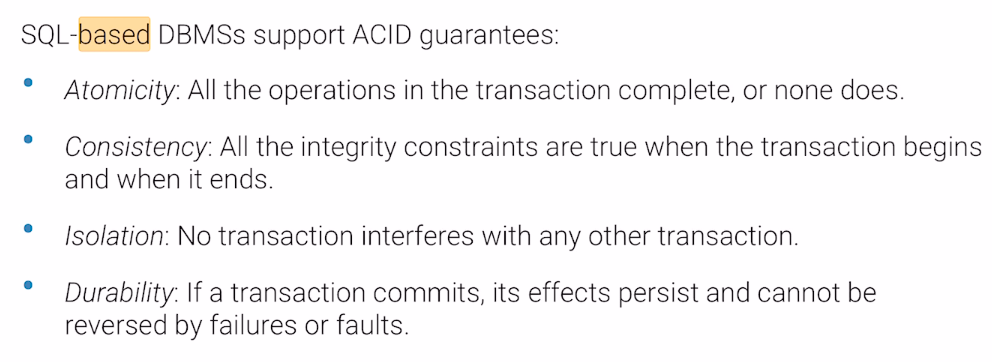 SQL-based DBMSs support ACID guarantees:
• Atomicity: All the operations in the transaction complete, or none does.
• Consistency: All the integrity constraints are true when the transaction begins
and when it ends.
• Isolation: No transaction interferes with any other transaction.
• Durability: If a transaction commits, its effects persist and cannot be
reversed by failures or faults.